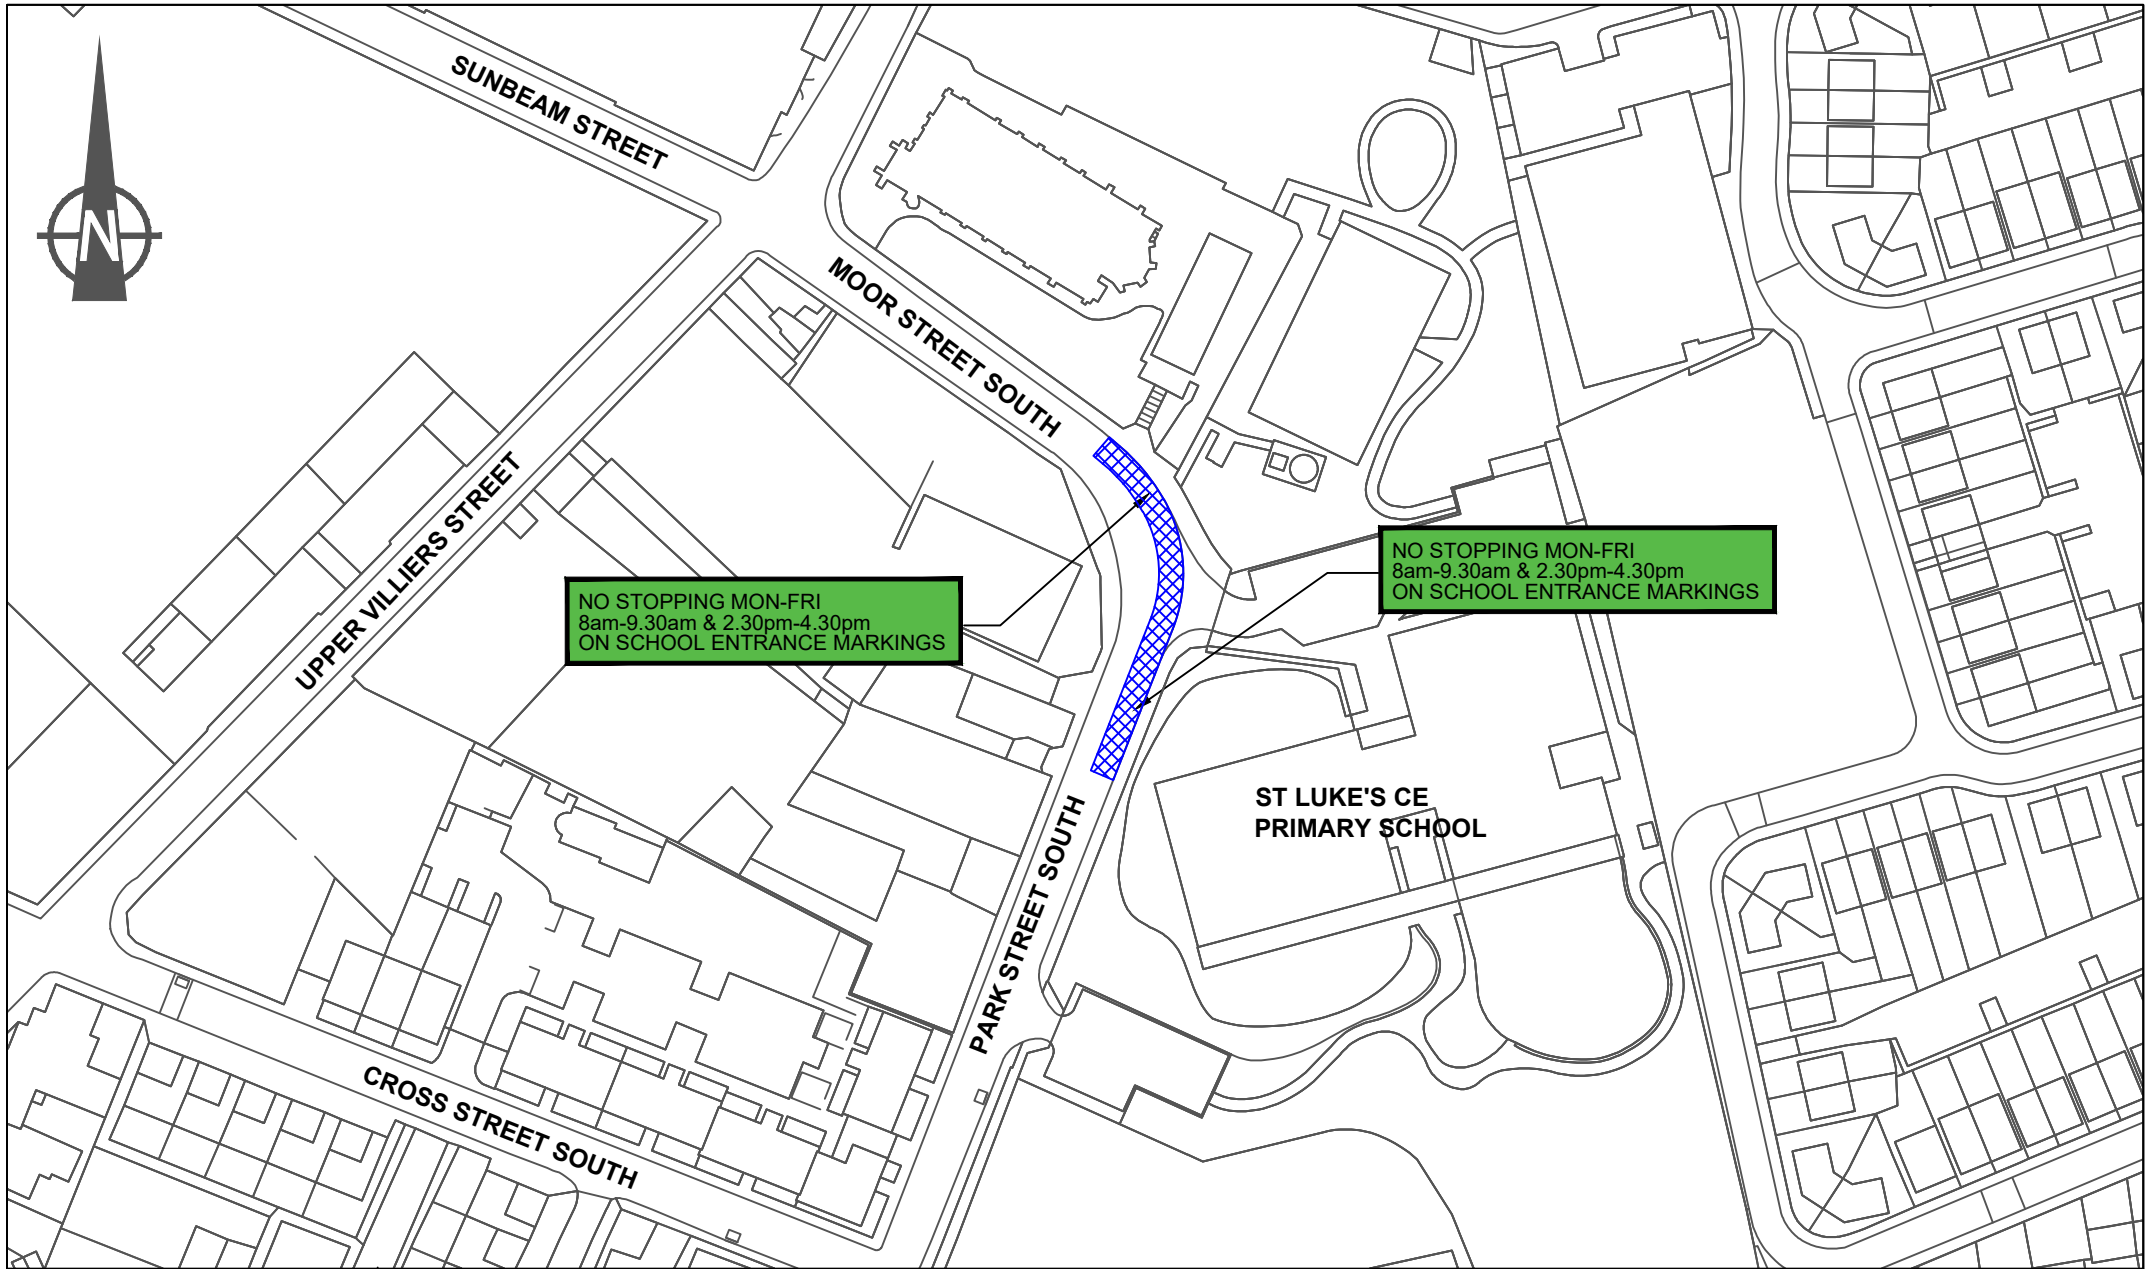 SUNBEAM STREET
N
MOOR STREET SOUTH
UPPER VILLIERS STREET
NO STOPPING MON-FRI
8am-9.30am & 2.30pm-4.30pm
ON SCHOOL ENTRANCE MARKINGS
NO STOPPING MON-FRI
8am-9.30am & 2.30pm-4.30pm
ON SCHOOL ENTRANCE MARKINGS
ST LUKE'S CE
PRIMARY SCHOOL
PARK STREET SOUTH
CROSS STREET SOUTH